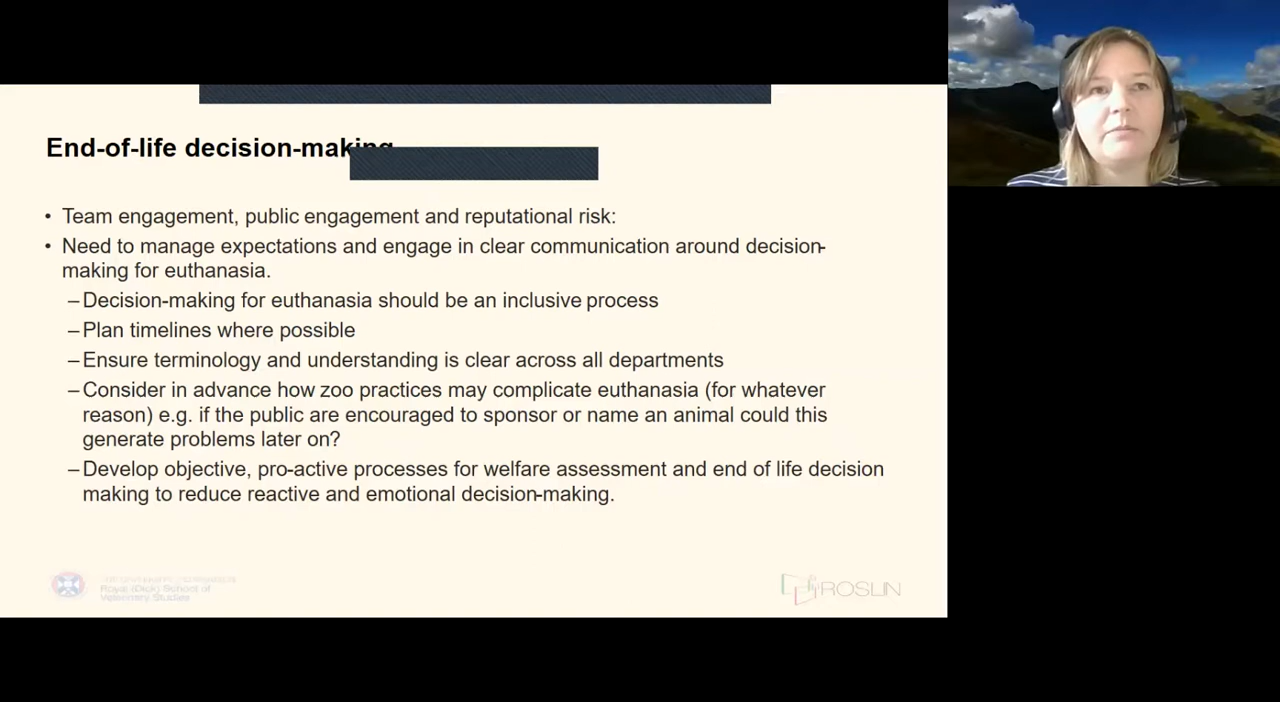 End-of-life decision-making
• Team engagement, public engagement and reputational risk:
• Need to manage expectations and engage in clear communication around decision-
making for euthanasia.
–Decision-making for euthanasia should be an inclusive process
–Plan timelines where possible
–Ensure terminology and understanding is clear across all departments
–Consider in advance how zoo practices may complicate euthanasia (for whatever
reason) e.g. if the public are encouraged to sponsor or name an animal could this
generate problems later on?
–Develop objective, pro-active processes for welfare assessment and end of life decision
making to reduce reactive and emotional decision-making.
Royal (Dick) School of
Veterinary Studies
ROSLIN